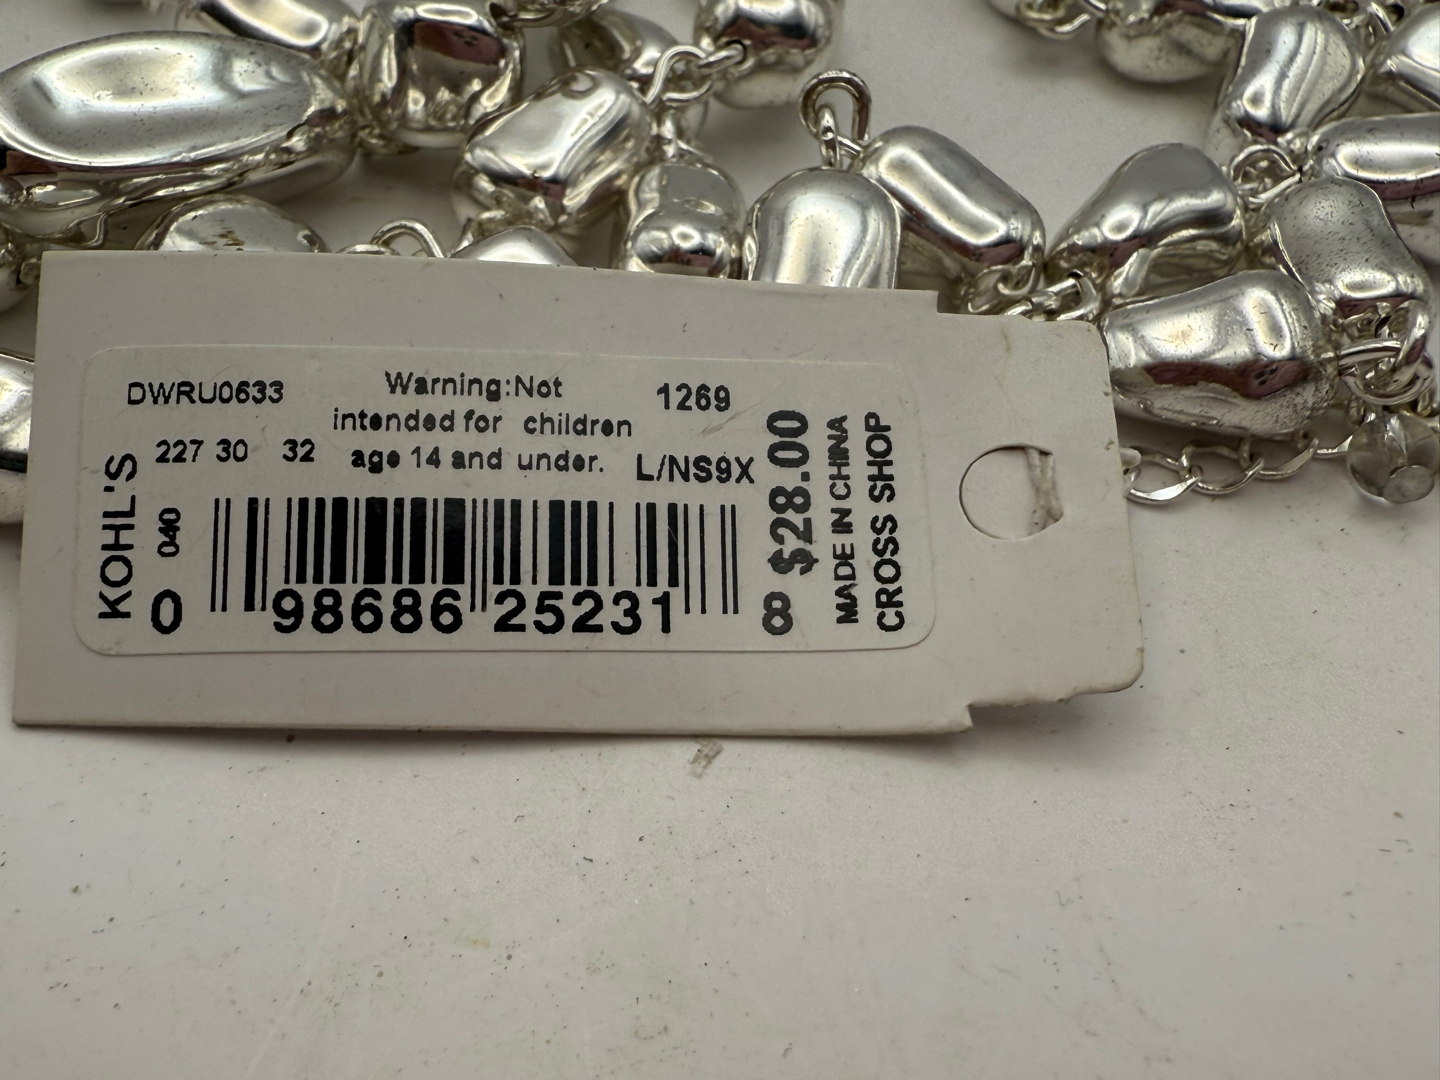 DWRU0633
Warning:Not
intended for children
age 14 and under.
1269
227 30 32
L/NS9X
KOHL'S
040
0 98686 25231 8
$28.00
MADE IN CHINA
CROSS SHOP